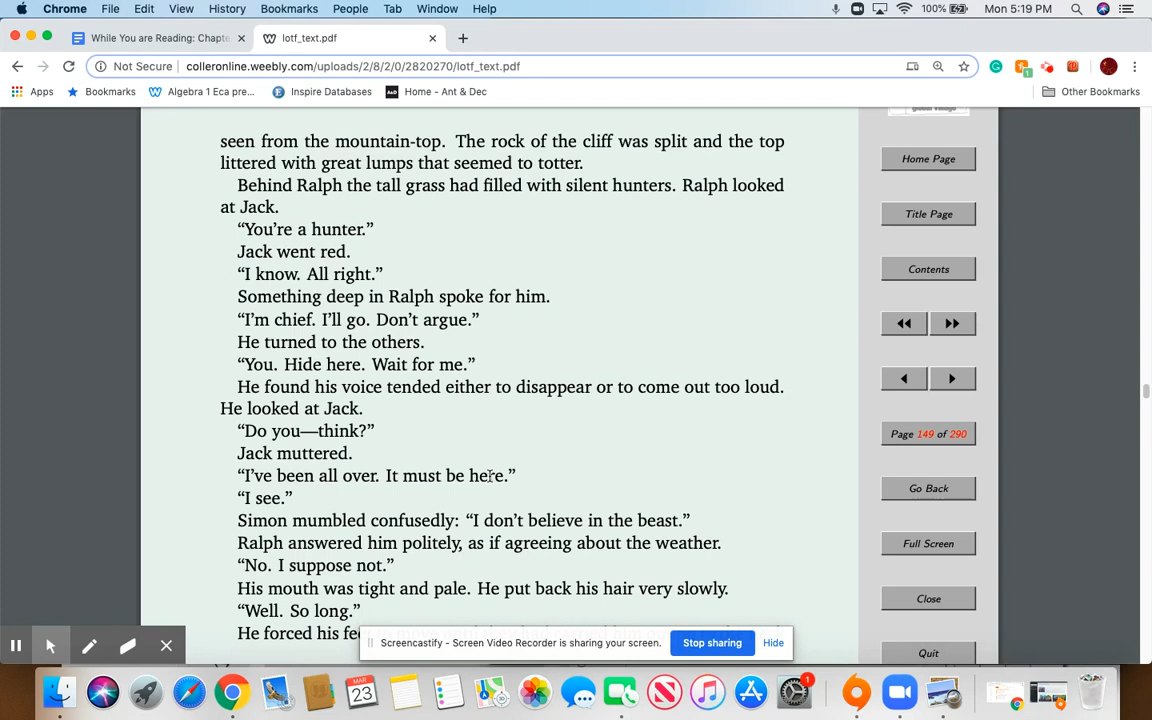 Chrome File Edit View History Bookmarks People Tab Window Help 100% Mon 5:19 PM
While You are Reading: Chapte lotf_text.pdf
Not Secure colleronline.weebly.com/uploads/2/8/2/0/2820270/lotf_text.pdf
Apps Bookmarks Algebra 1 Eca pre... Inspire Databases Home - Ant & Dec Other Bookmarks
seen from the mountain-top. The rock of the cliff was split and the top
littered with great lumps that seemed to totter.
Behind Ralph the tall grass had filled with silent hunters. Ralph looked
at Jack.
“You’re a hunter.”
Jack went red.
“I know. All right.”
Something deep in Ralph spoke for him.
“I’m chief. I’ll go. Don’t argue.”
He turned to the others.
“You. Hide here. Wait for me.”
He found his voice tended either to disappear or to come out too loud.
He looked at Jack.
“Do you—think?”
Jack muttered.
“I’ve been all over. It must be here.”
“I see.”
Simon mumbled confusedly: “I don’t believe in the beast.”
Ralph answered him politely, as if agreeing about the weather.
“No. I suppose not.”
His mouth was tight and pale. He put back his hair very slowly.
“Well. So long.”
He forced his
Home Page
Title Page
Contents
Page 149 of 290
Go Back
Full Screen
Close
Quit
Screencastify - Screen Video Recorder is sharing your screen. Stop sharing Hide
MAR
23
1